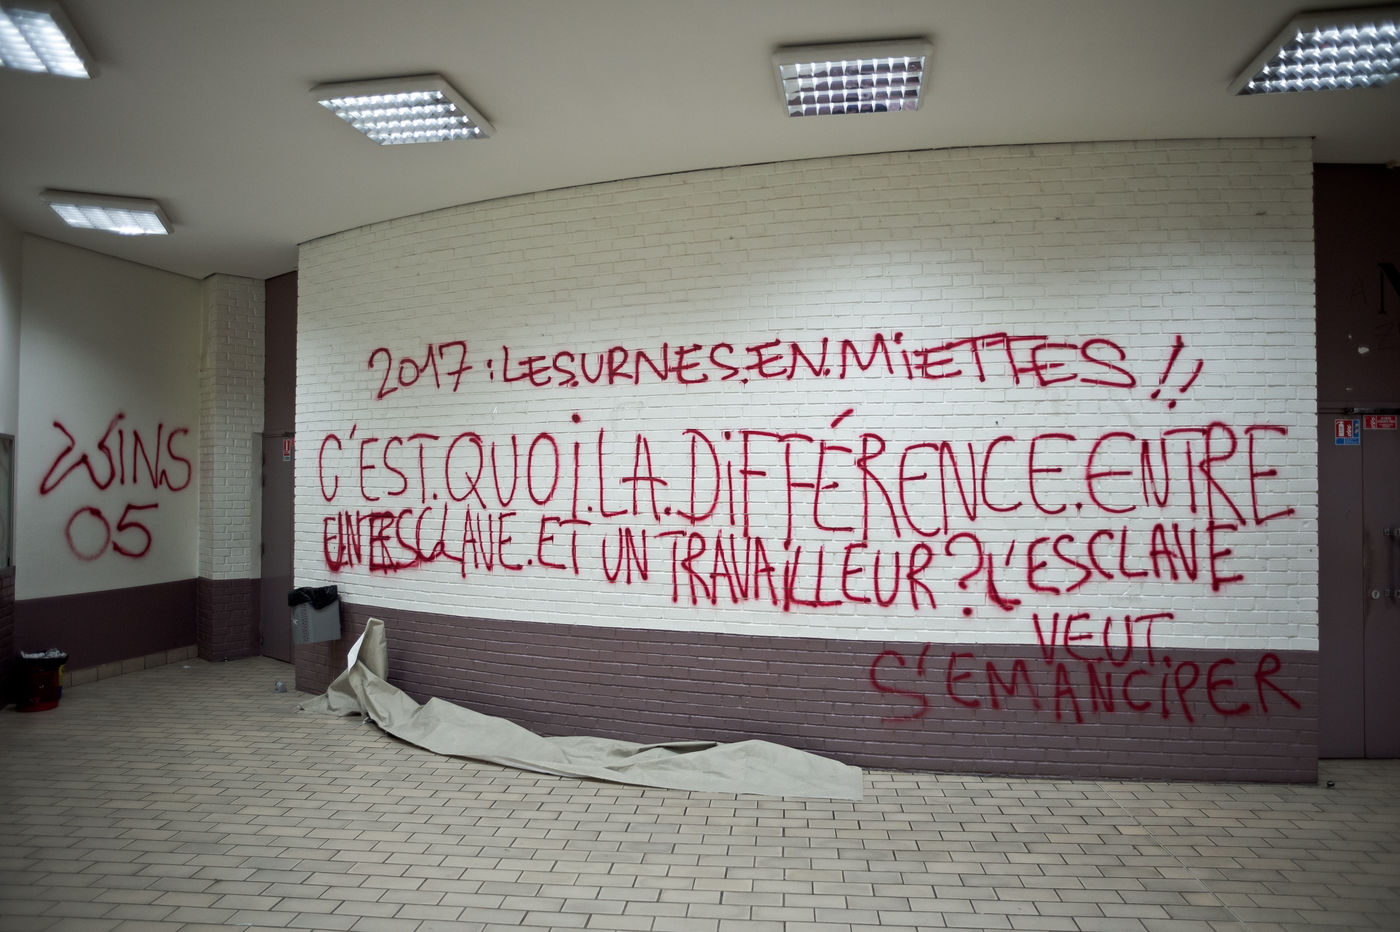 2017 : LES.URNES.EN.MiETTES !!
C'EST.QUOi.LA.DiFFÉRENCE.ENTRE
ESCLAVE.ET UN TRAVAiLLEUR ? L'ESCLAVE
VEUT
S'EMANCiPER
WiNS
05